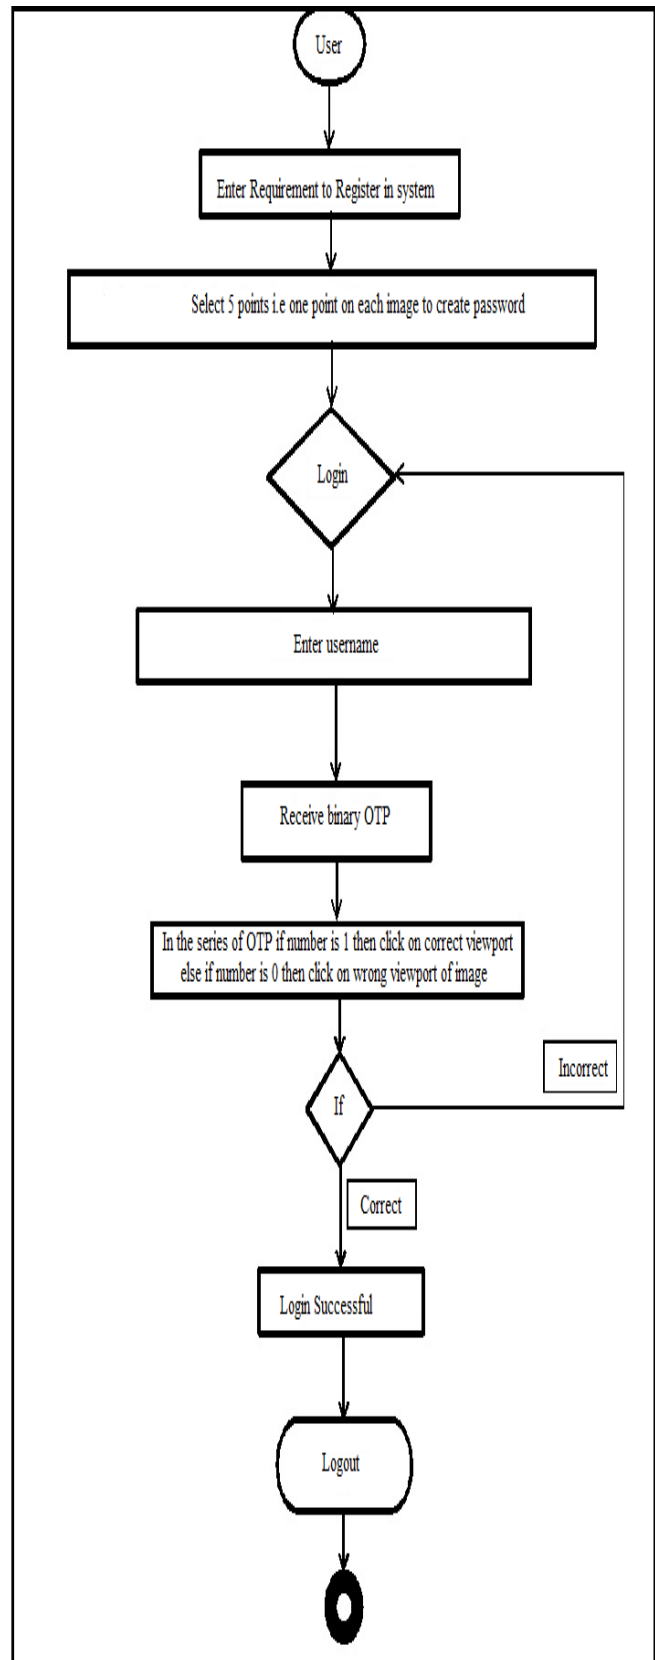 User
Enter Requirement to Register in system
Select 5 points i.e one point on each image to create password
Login
Enter username
Receive binary OTP
In the series of OTP if number is 1 then click on correct viewport
else if number is 0 then click on wrong viewport of image
Incorrect
If
Correct
Login Successful
Logout